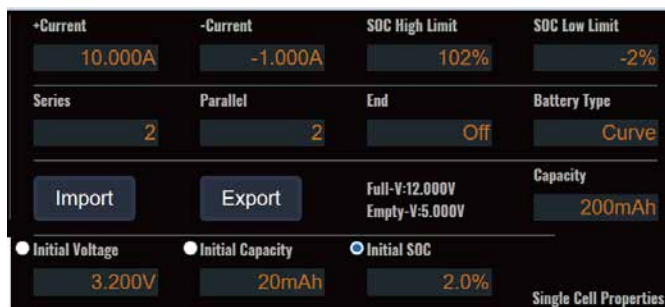 +Current -Current SOC High Limit SOC Low Limit
10.000A -1.000A 102% -2%
Series Parallel End Battery Type
2 2 Off Curve
Import Export Full-V:12.000V Capacity
Empty-V:5.000V 200mAh
Initial Voltage Initial Capacity Initial SOC
3.200V 20mAh 2.0%
Single Cell Properties